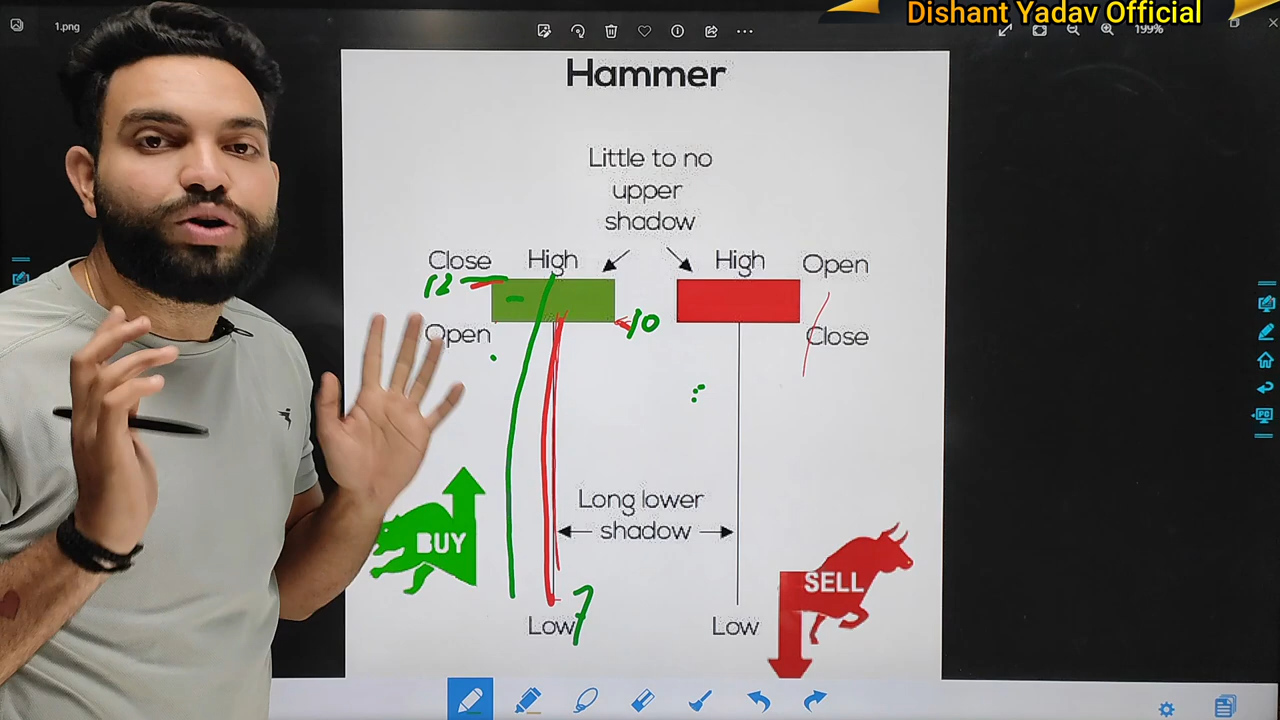 Dishant Yadav Official
1.png
199%
Hammer
Little to no
upper
shadow
Close High High Open
12
10
Open Close
Long lower
shadow
BUY
SELL
Low 7 Low
PC